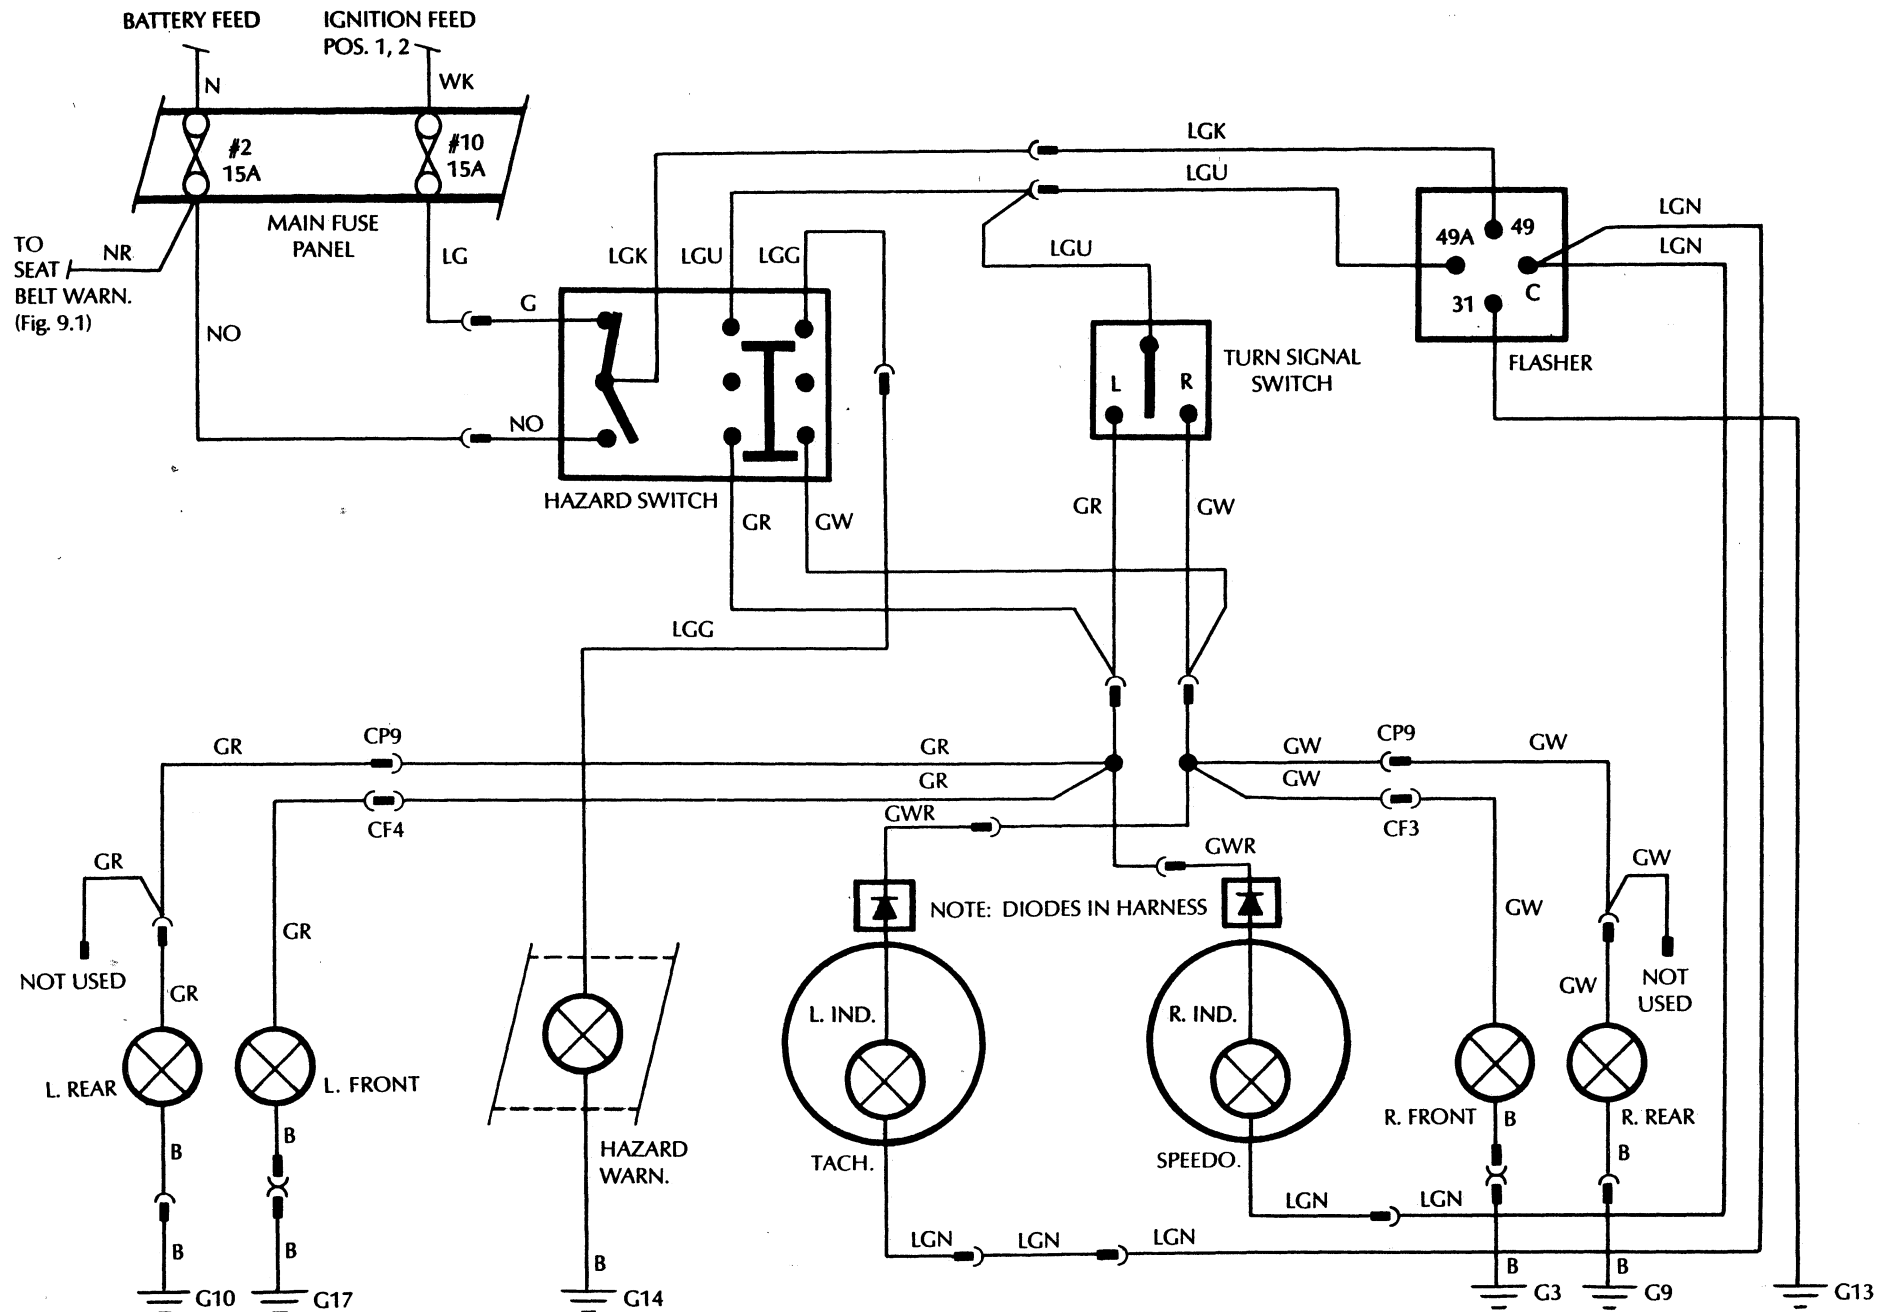 BATTERY FEED
IGNITION FEED
POS. 1, 2
N
WK
#2
15A
#10
15A
MAIN FUSE
PANEL
TO
SEAT
BELT WARN.
(Fig. 9.1)
NR
NO
LG
G
NO
LGK
LGU
LGG
HAZARD SWITCH
GR
GW
LGK
LGU
LGU
L
R
TURN SIGNAL
SWITCH
49A
49
31
C
FLASHER
LGN
LGN
GR
GW
LGG
GR
CP9
GR
GR
CF4
GWR
GWR
GW
CP9
GW
GW
CF3
GR
NOT USED
GR
GR
L. REAR
L. FRONT
NOTE: DIODES IN HARNESS
L. IND.
R. IND.
GW
GW
GW
NOT
USED
R. FRONT
R. REAR
HAZARD
WARN.
TACH.
SPEEDO.
B
B
B
B
LGN
LGN
LGN
LGN
LGN
B
B
B
B
B
G10
G17
G14
G3
G9
G13